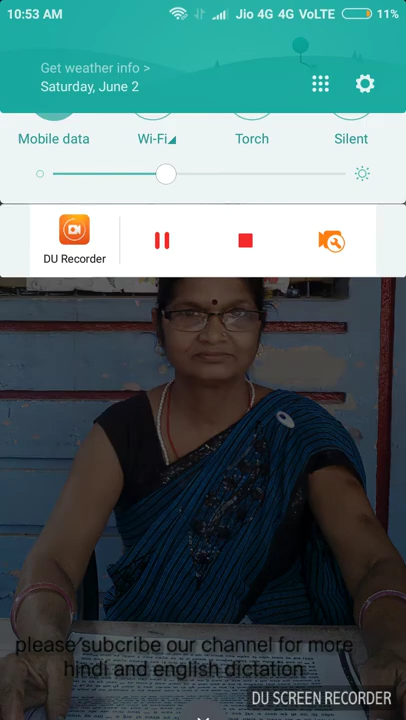 10:53 AM Jio 4G 4G VoLTE 11%
Get weather info >
Saturday, June 2
Mobile data Wi-Fi Torch Silent
DU Recorder
please subcribe our channel for more
hindi and english dictation
DU SCREEN RECORDER